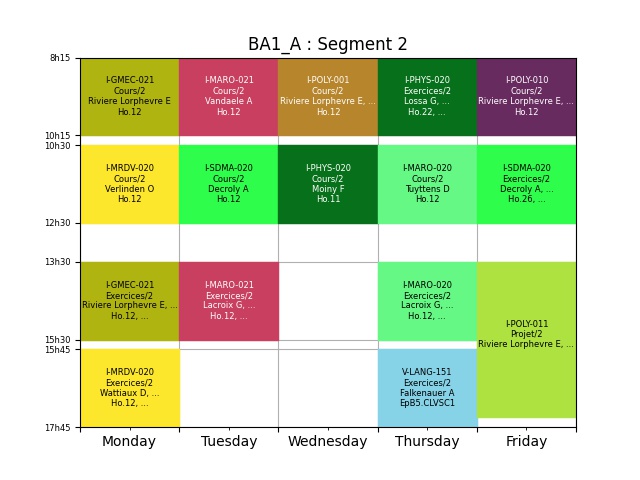 BA1_A : Segment 2
8h15
I-GMEC-021
Cours/2
Riviere Lorphevre E
Ho.12
I-MARO-021
Cours/2
Vandaele A
Ho.12
I-POLY-001
Cours/2
Riviere Lorphevre E, ...
Ho.12
I-PHYS-020
Exercices/2
Lossa G, ...
Ho.22, ...
I-POLY-010
Cours/2
Riviere Lorphevre E, ...
Ho.12
10h15
10h30
I-MRDV-020
Cours/2
Verlinden O
Ho.12
I-SDMA-020
Cours/2
Decroly A
Ho.12
I-PHYS-020
Cours/2
Moiny F
Ho.11
I-MARO-020
Cours/2
Tuyttens D
Ho.12
I-SDMA-020
Exercices/2
Decroly A, ...
Ho.26, ...
12h30
13h30
I-GMEC-021
Exercices/2
Riviere Lorphevre E, ...
Ho.12, ...
I-MARO-021
Exercices/2
Lacroix G, ...
Ho.12, ...
I-MARO-020
Exercices/2
Lacroix G, ...
Ho.12, ...
I-POLY-011
Projet/2
Riviere Lorphevre E, ...
15h30
15h45
I-MRDV-020
Exercices/2
Wattiaux D, ...
Ho.12, ...
V-LANG-151
Exercices/2
Falkenauer A
EpB5.CLVSC1
17h45
Monday
Tuesday
Wednesday
Thursday
Friday